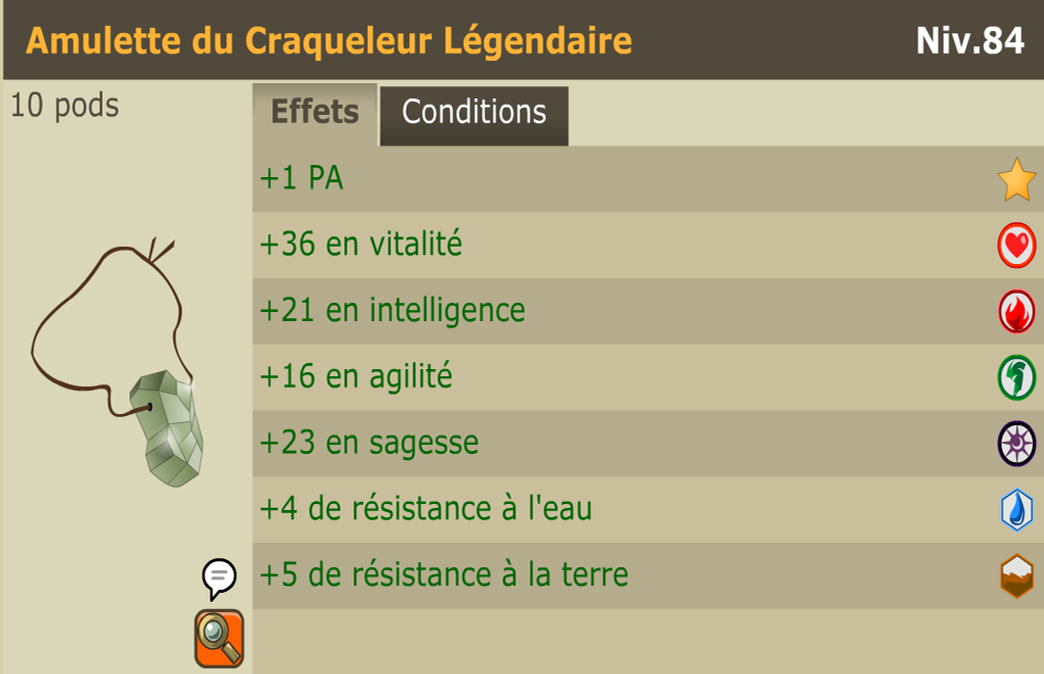 Amulette du Craqueleur Légendaire
Niv.84
10 pods
Effets
Conditions
+1 PA
+36 en vitalité
+21 en intelligence
+16 en agilité
+23 en sagesse
+4 de résistance à l'eau
+5 de résistance à la terre